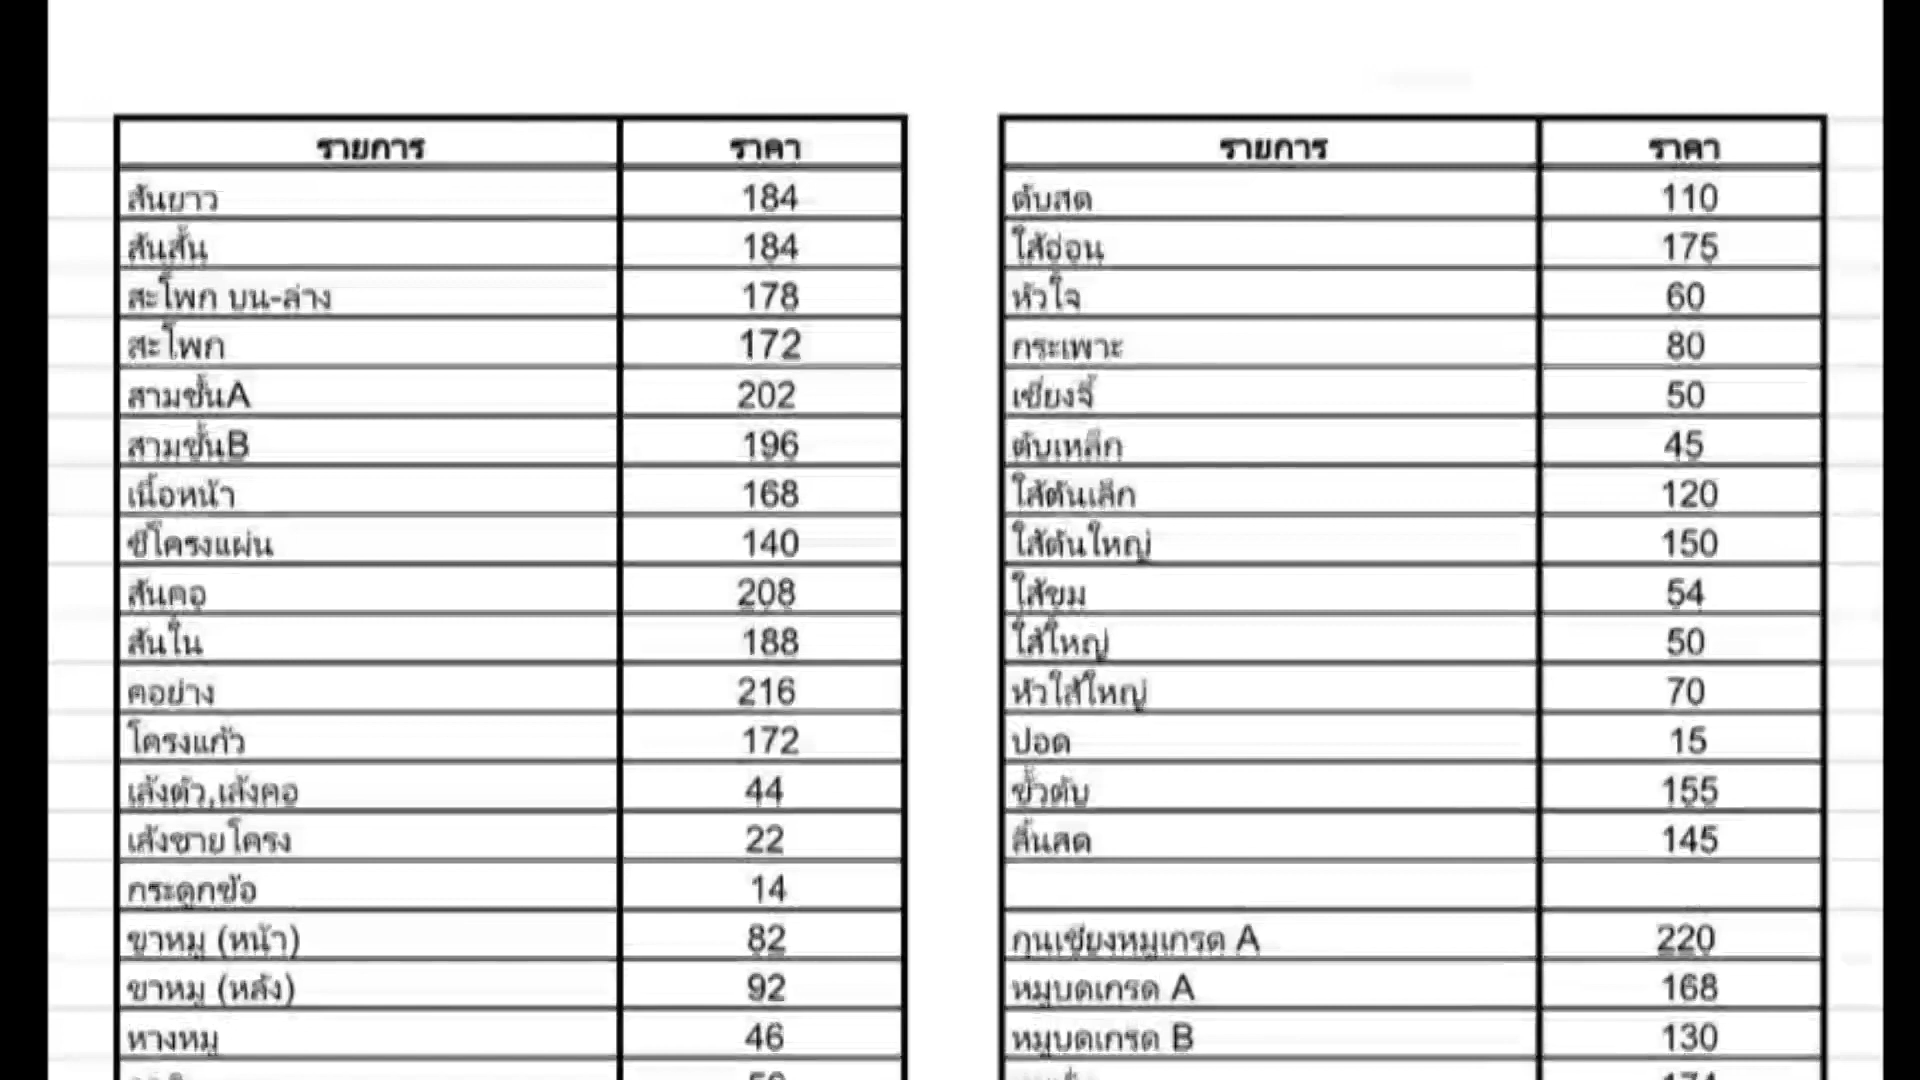 รายการ ราคา
สันยาว 184
สันสั้น 184
สะโพก บน-ล่าง 178
สะโพก 172
สามชั้นA 202
สามชั้นB 196
เนื้อหน้า 168
ซี่โครงแผ่น 140
สันคอ 208
สันใน 188
คอย่าง 216
โครงแก้ว 172
เล้งตัว,เล้งคอ 44
เล้งชายโครง 22
กระดูกข้อ 14
ขาหมู (หน้า) 82
ขาหมู (หลัง) 92
หางหมู 46
รายการ ราคา
ตับสด 110
ไส้อ่อน 175
หัวใจ 60
กระเพาะ 80
เซี่ยงจี้ 50
ตับเหล็ก 45
ไส้ตันเล็ก 120
ไส้ตันใหญ่ 150
ไส้ขม 54
ไส้ใหญ่ 50
หัวไส้ใหญ่ 70
ปอด 15
ขั้วตับ 155
ลิ้นสด 145
กุนเชียงหมูเกรด A 220
หมูบดเกรด A 168
หมูบดเกรด B 130